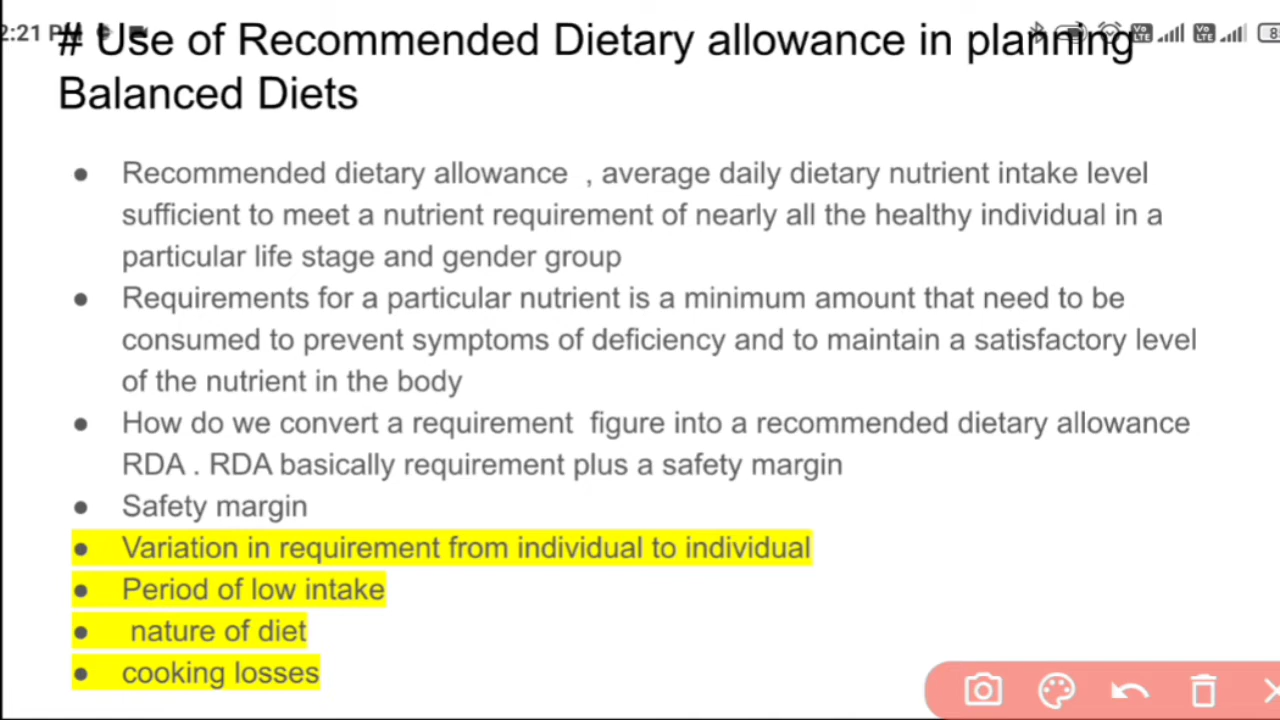 2:21 P
# Use of Recommended Dietary allowance in planning
Balanced Diets
● Recommended dietary allowance , average daily dietary nutrient intake level
sufficient to meet a nutrient requirement of nearly all the healthy individual in a
particular life stage and gender group
● Requirements for a particular nutrient is a minimum amount that need to be
consumed to prevent symptoms of deficiency and to maintain a satisfactory level
of the nutrient in the body
● How do we convert a requirement figure into a recommended dietary allowance
RDA . RDA basically requirement plus a safety margin
● Safety margin
● Variation in requirement from individual to individual
● Period of low intake
● nature of diet
● cooking losses